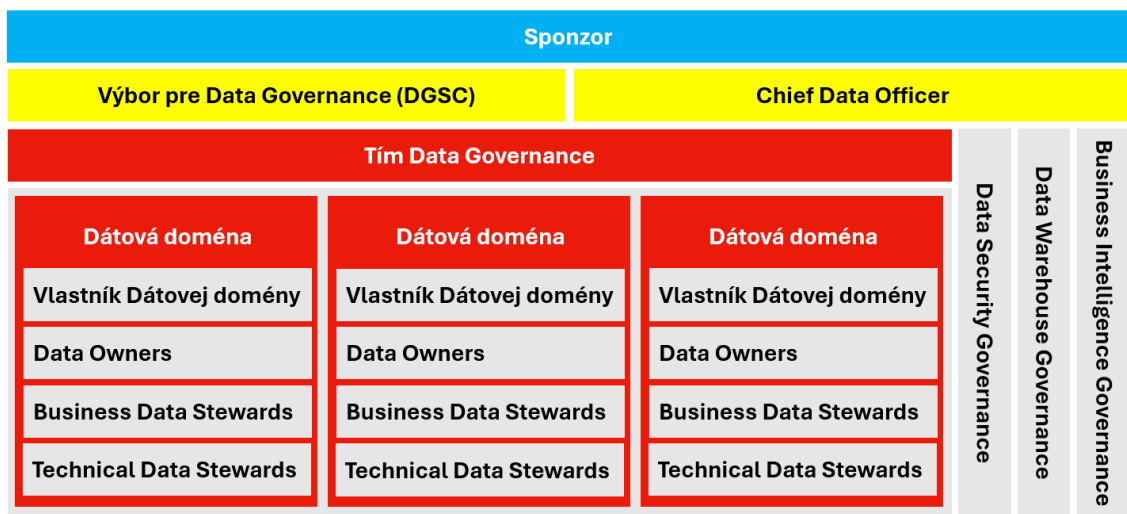 Sponzor
Výbor pre Data Governance (DGSC)
Chief Data Officer
Tím Data Governance
Dátová doména
Vlastník Dátovej domény
Data Owners
Business Data Stewards
Technical Data Stewards
Dátová doména
Vlastník Dátovej domény
Data Owners
Business Data Stewards
Technical Data Stewards
Dátová doména
Vlastník Dátovej domény
Data Owners
Business Data Stewards
Technical Data Stewards
Data Security Governance
Data Warehouse Governance
Business Intelligence Governance